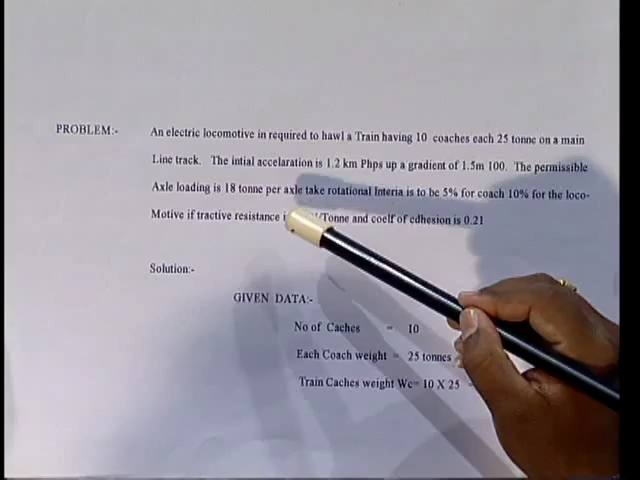 PROBLEM:- An electric locomotive in required to hawl a Train having 10 coaches each 25 tonne on a main
Line track. The intial accelaration is 1.2 km Phps up a gradient of 1.5m 100. The permissible
Axle loading is 18 tonne per axle take rotational Interia is to be 5% for coach 10% for the loco-
Motive if tractive resistance /Tonne and coelf of edhesion is 0.21
Solution:-
GIVEN DATA:-
No of Caches = 10
Each Coach weight = 25 tonnes
Train Caches weight Wc= 10 X 25 =